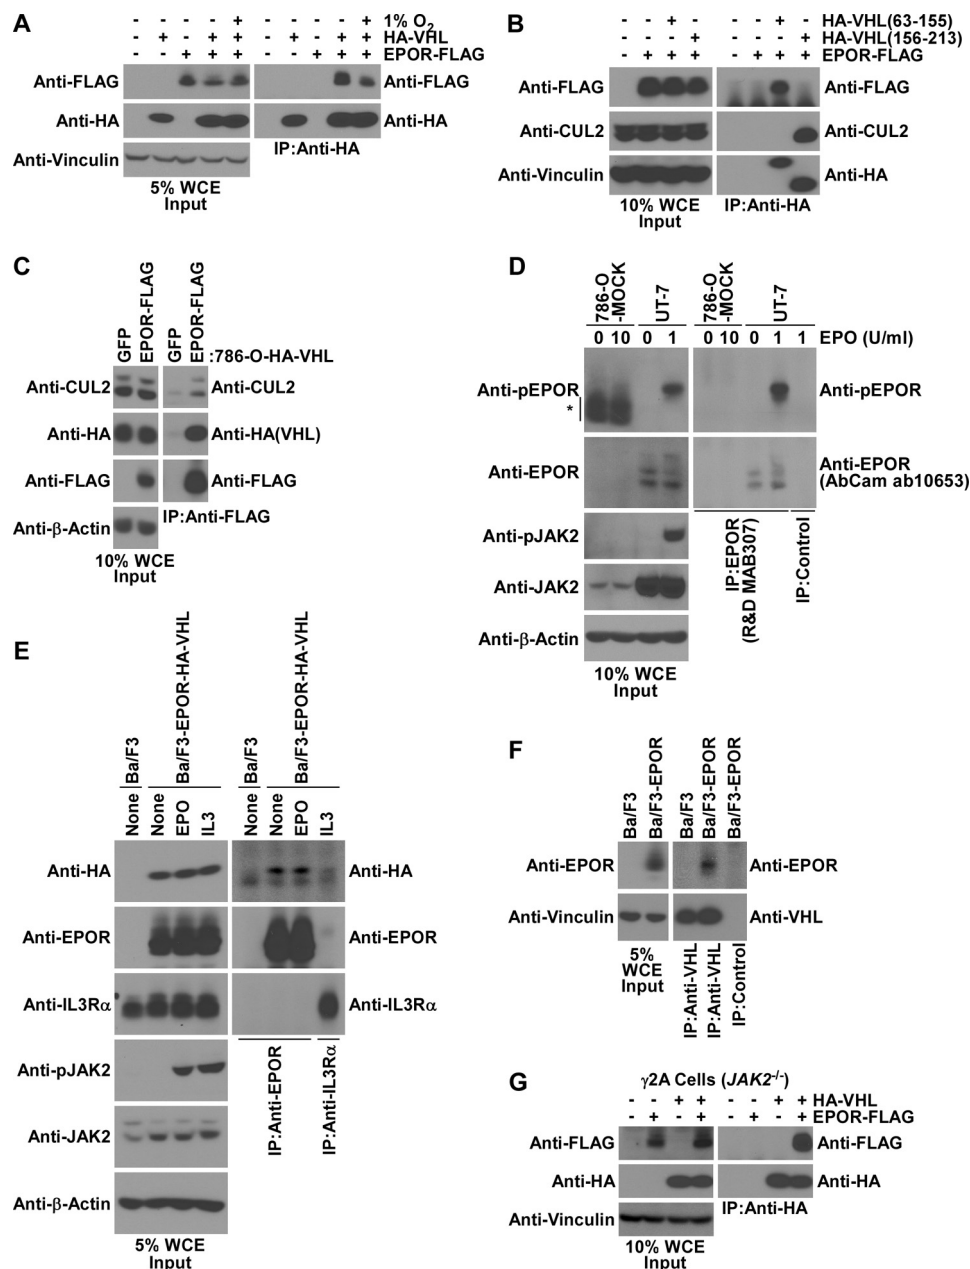 A
- - - - + - - - - + 1% O2
- + - + + - + - + + HA-VHL
- - + + + - - + + + EPOR-FLAG
Anti-FLAG Anti-FLAG
Anti-HA Anti-HA
IP:Anti-HA
Anti-Vinculin
5% WCE
Input
B
- - + - - - + - HA-VHL(63-155)
- - - + - - - + HA-VHL(156-213)
- + + + - + + + EPOR-FLAG
Anti-FLAG Anti-FLAG
Anti-CUL2 Anti-CUL2
Anti-Vinculin Anti-HA
10% WCE
Input
IP:Anti-HA
C
GFP
EPOR-FLAG
GFP
EPOR-FLAG
:786-O-HA-VHL
Anti-CUL2 Anti-CUL2
Anti-HA Anti-HA(VHL)
Anti-FLAG Anti-FLAG
IP:Anti-FLAG
Anti-β-Actin
10% WCE
Input
D
786-O
-MOCK
UT-7
786-O
-MOCK
UT-7
0 10 0 1 0 10 0 1 1 EPO (U/ml)
Anti-pEPOR Anti-pEPOR
*
Anti-EPOR Anti-EPOR
(AbCam ab10653)
Anti-pJAK2
Anti-JAK2
Anti-β-Actin
IP:EPOR
(R&D MAB307)
IP:Control
10% WCE
Input
E
Ba/F3
Ba/F3-EPOR-HA-VHL
Ba/F3
Ba/F3-EPOR-HA-VHL
None
None
EPO
IL3
None
None
EPO
IL3
Anti-HA Anti-HA
Anti-EPOR Anti-EPOR
Anti-IL3Rα Anti-IL3Rα
Anti-pJAK2
Anti-JAK2
Anti-β-Actin
IP:Anti-EPOR
IP:Anti-IL3Rα
5% WCE
Input
F
Ba/F3
Ba/F3-EPOR
Ba/F3
Ba/F3-EPOR
Ba/F3-EPOR
Anti-EPOR Anti-EPOR
Anti-Vinculin Anti-VHL
5%
WCE
Input
IP:Anti-VHL
IP:Anti-VHL
IP:Control
G
γ2A Cells (JAK2-/-)
- - + + - - + + HA-VHL
- + - + - + - + EPOR-FLAG
Anti-FLAG Anti-FLAG
Anti-HA Anti-HA
IP:Anti-HA
Anti-Vinculin
10% WCE
Input